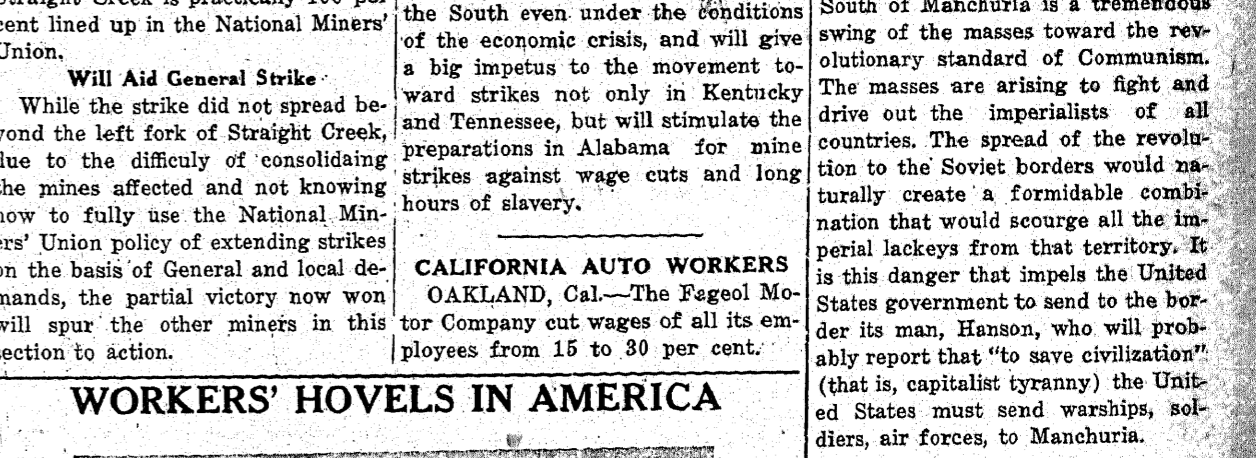 cent lined up in the National Miners'
Union.
Will Aid General Strike
While the strike did not spread be-
yond the left fork of Straight Creek,
due to the difficuly of consolidaing
the mines affected and not knowing
how to fully use the National Min-
ers' Union policy of extending strikes
on the basis of General and local de-
mands, the partial victory now won
will spur the other miners in this
section to action.
the South even under the conditions
of the economic crisis, and will give
a big impetus to the movement to-
ward strikes not only in Kentucky
and Tennessee, but will stimulate the
preparations in Alabama for mine
strikes against wage cuts and long
hours of slavery.
CALIFORNIA AUTO WORKERS
OAKLAND, Cal.—The Fageol Mo-
tor Company cut wages of all its em-
ployees from 15 to 30 per cent.
WORKERS' HOVELS IN AMERICA
South of Manchuria is a tremendous
swing of the masses toward the rev-
olutionary standard of Communism.
The masses are arising to fight and
drive out the imperialists of all
countries. The spread of the revolu-
tion to the Soviet borders would na-
turally create a formidable combi-
nation that would scourge all the im-
perial lackeys from that territory. It
is this danger that impels the United
States government to send to the bor-
der its man, Hanson, who will prob-
ably report that "to save civilization"
(that is, capitalist tyranny) the Unit-
ed States must send warships, sol-
diers, air forces, to Manchuria.